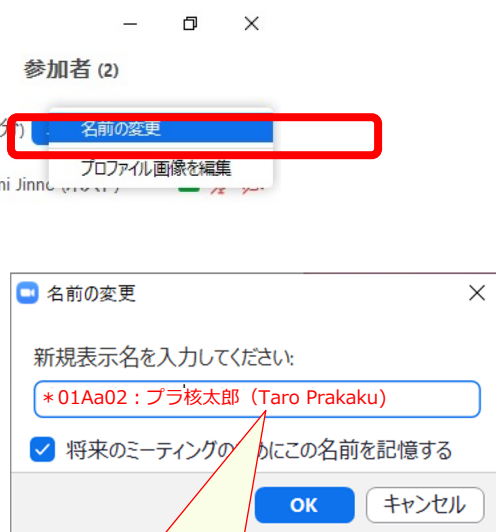 参加者 (2)
分)
名前の変更
プロファイル画像を編集
ni Jinno
名前の変更
新規表示名を入力してください:
＊01Aa02：プラ核太郎（Taro Prakaku)
将来のミーティングの めにこの名前を記憶する
OK
キャンセル